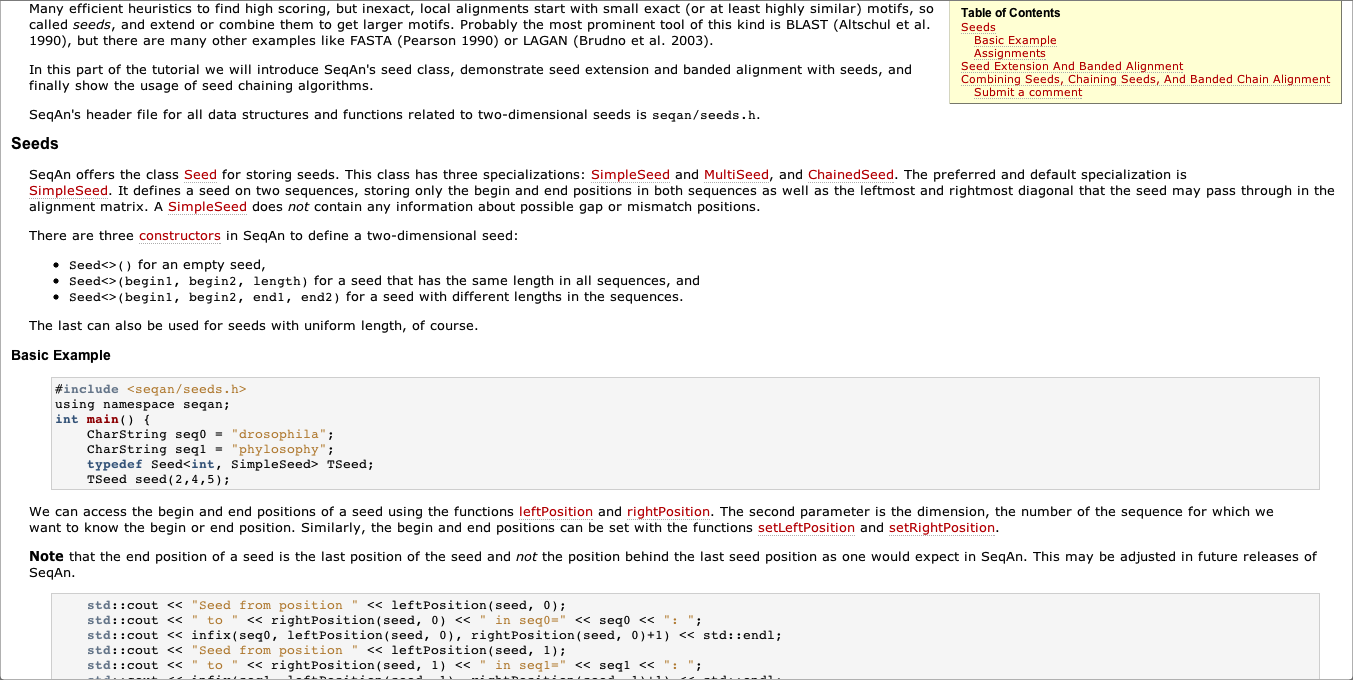 Many efficient heuristics to find high scoring, but inexact, local alignments start with small exact (or at least highly similar) motifs, so
called seeds, and extend or combine them to get larger motifs. Probably the most prominent tool of this kind is BLAST (Altschul et al.
1990), but there are many other examples like FASTA (Pearson 1990) or LAGAN (Brudno et al. 2003).
In this part of the tutorial we will introduce SeqAn's seed class, demonstrate seed extension and banded alignment with seeds, and
finally show the usage of seed chaining algorithms.
SeqAn's header file for all data structures and functions related to two-dimensional seeds is seqan/seeds.h.
Table of Contents
Seeds
Basic Example
Assignments
Seed Extension And Banded Alignment
Combining Seeds, Chaining Seeds, And Banded Chain Alignment
Submit a comment
Seeds
SeqAn offers the class Seed for storing seeds. This class has three specializations: SimpleSeed and MultiSeed, and ChainedSeed. The preferred and default specialization is
SimpleSeed. It defines a seed on two sequences, storing only the begin and end positions in both sequences as well as the leftmost and rightmost diagonal that the seed may pass through in the
alignment matrix. A SimpleSeed does not contain any information about possible gap or mismatch positions.
There are three constructors in SeqAn to define a two-dimensional seed:
• Seed<>() for an empty seed,
• Seed<>(begin1, begin2, length) for a seed that has the same length in all sequences, and
• Seed<>(begin1, begin2, end1, end2) for a seed with different lengths in the sequences.
The last can also be used for seeds with uniform length, of course.
Basic Example
#include <seqan/seeds.h>
using namespace seqan;
int main() {
    CharString seq0 = "drosophila";
    CharString seq1 = "phylosophy";
    typedef Seed<int, SimpleSeed> TSeed;
    TSeed seed(2,4,5);
We can access the begin and end positions of a seed using the functions leftPosition and rightPosition. The second parameter is the dimension, the number of the sequence for which we
want to know the begin or end position. Similarly, the begin and end positions can be set with the functions setLeftPosition and setRightPosition.
Note that the end position of a seed is the last position of the seed and not the position behind the last seed position as one would expect in SeqAn. This may be adjusted in future releases of
SeqAn.
    std::cout << "Seed from position " << leftPosition(seed, 0);
    std::cout << " to " << rightPosition(seed, 0) << " in seq0=" << seq0 << ": ";
    std::cout << infix(seq0, leftPosition(seed, 0), rightPosition(seed, 0)+1) << std::endl;
    std::cout << "Seed from position " << leftPosition(seed, 1);
    std::cout << " to " << rightPosition(seed, 1) << " in seq1=" << seq1 << ": ";